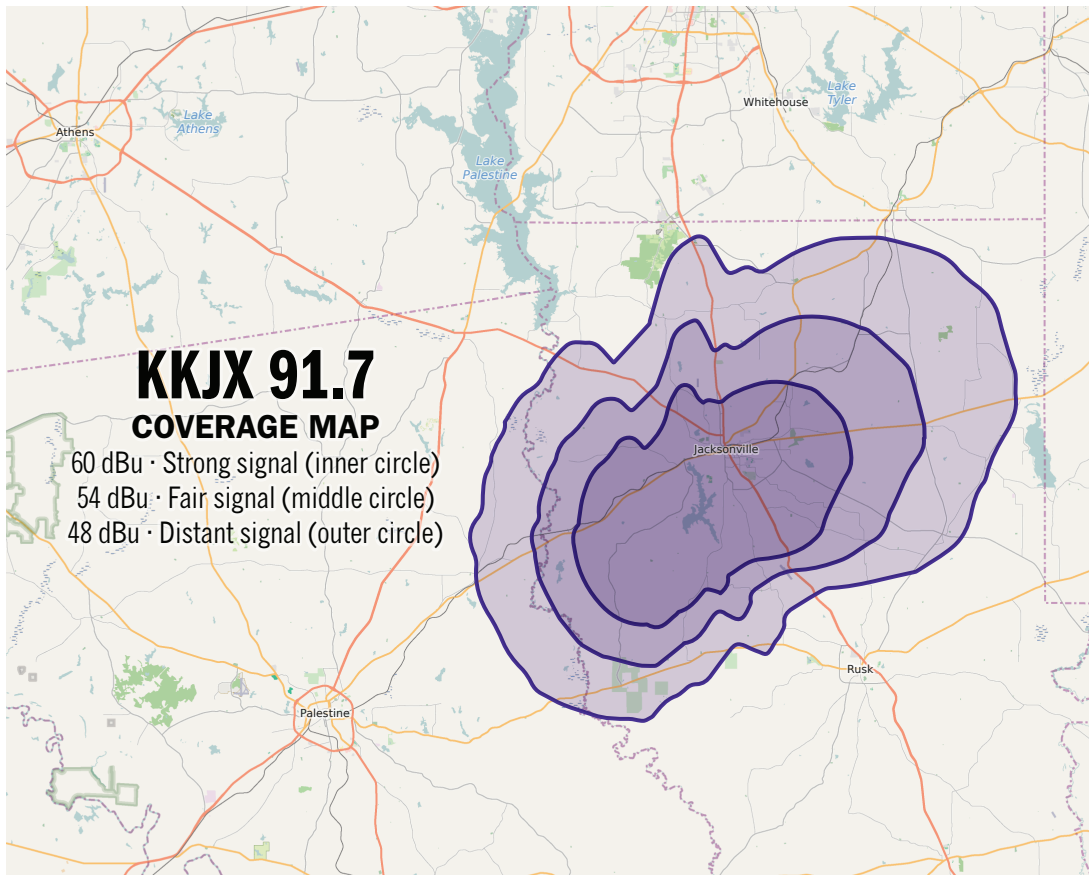 Whitehouse
Lake
Tyler
Athens
Lake
Athens
Lake
Palestine
KKJX 91.7
COVERAGE MAP
60 dBu · Strong signal (inner circle)
54 dBu · Fair signal (middle circle)
48 dBu · Distant signal (outer circle)
Jacksonville
Rusk
Palestine